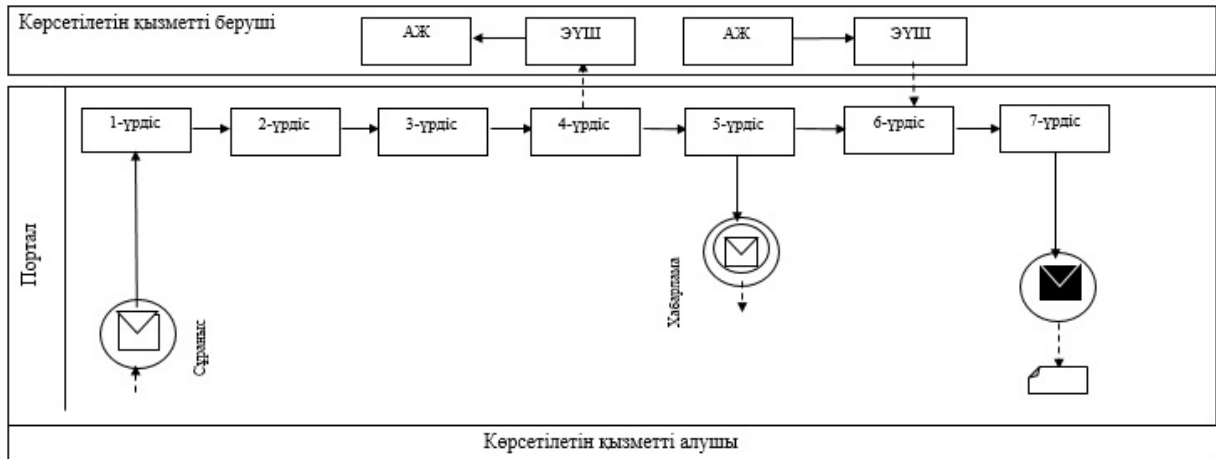 Көрсетілетін қызметті беруші
АЖ
ЭҮШ
АЖ
ЭҮШ
Портал
1-үрдіс
2-үрдіс
3-үрдіс
4-үрдіс
5-үрдіс
6-үрдіс
7-үрдіс
Сұраныс
Хабарлама
Көрсетілетін қызметті алушы